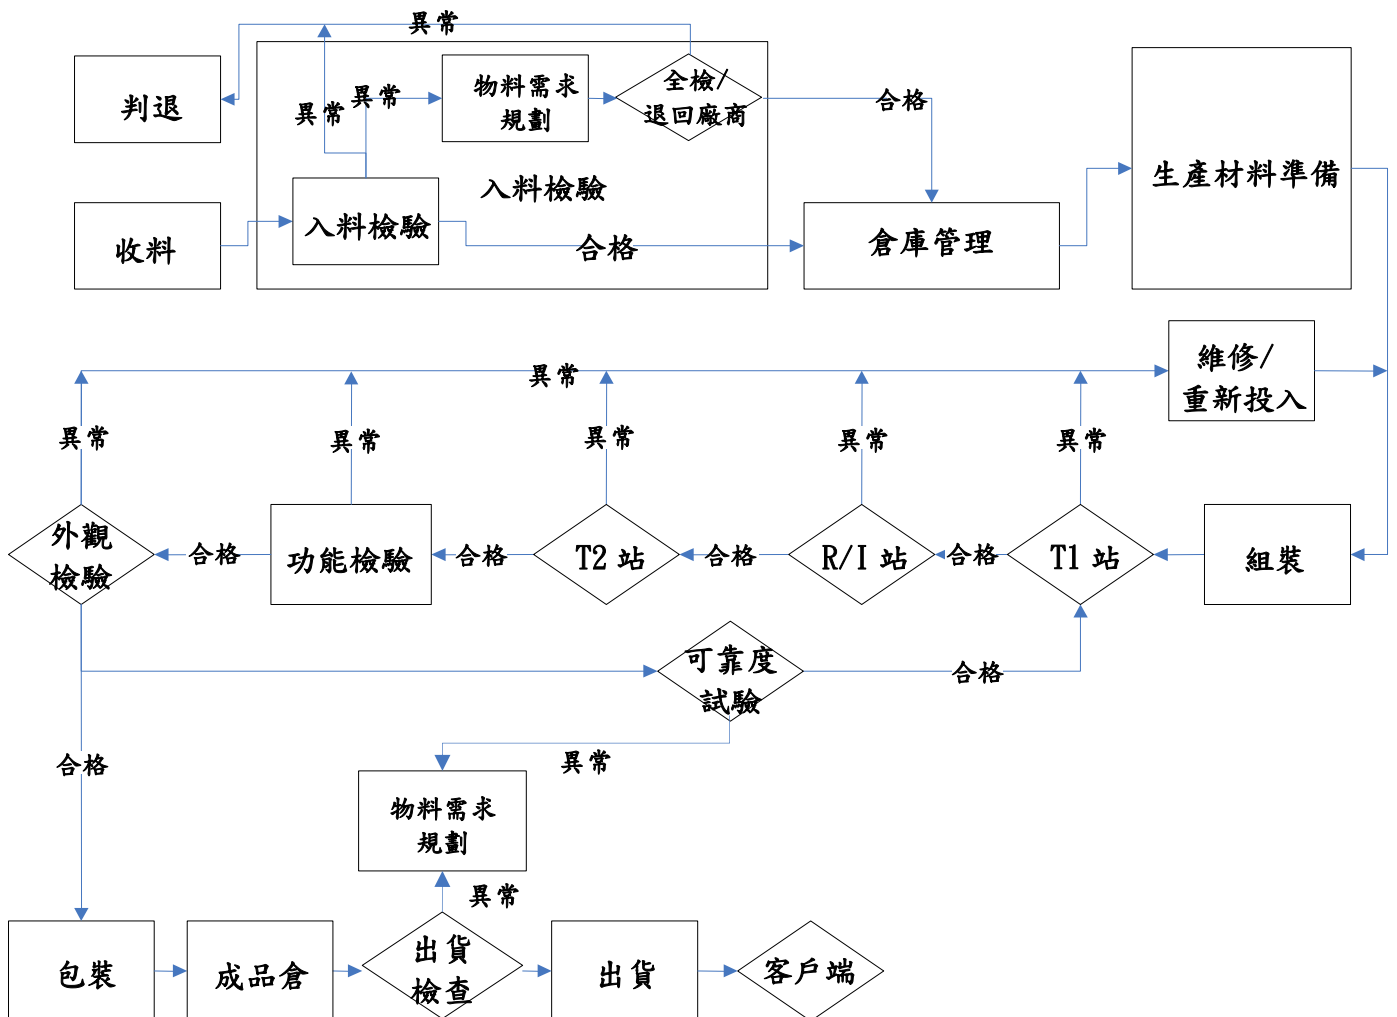 異常
判退
異常
異常
物料需求
規劃
全檢/
退回廠商
合格
入料檢驗
生產材料準備
收料
入料檢驗
合格
倉庫管理
維修/
重新投入
異常
異常
異常
異常
異常
異常
外觀
檢驗
合格
功能檢驗
合格
T2 站
合格
R/I 站
合格
T1 站
組裝
可靠度
試驗
合格
合格
異常
物料需求
規劃
異常
包裝
成品倉
出貨
檢查
出貨
客戶端